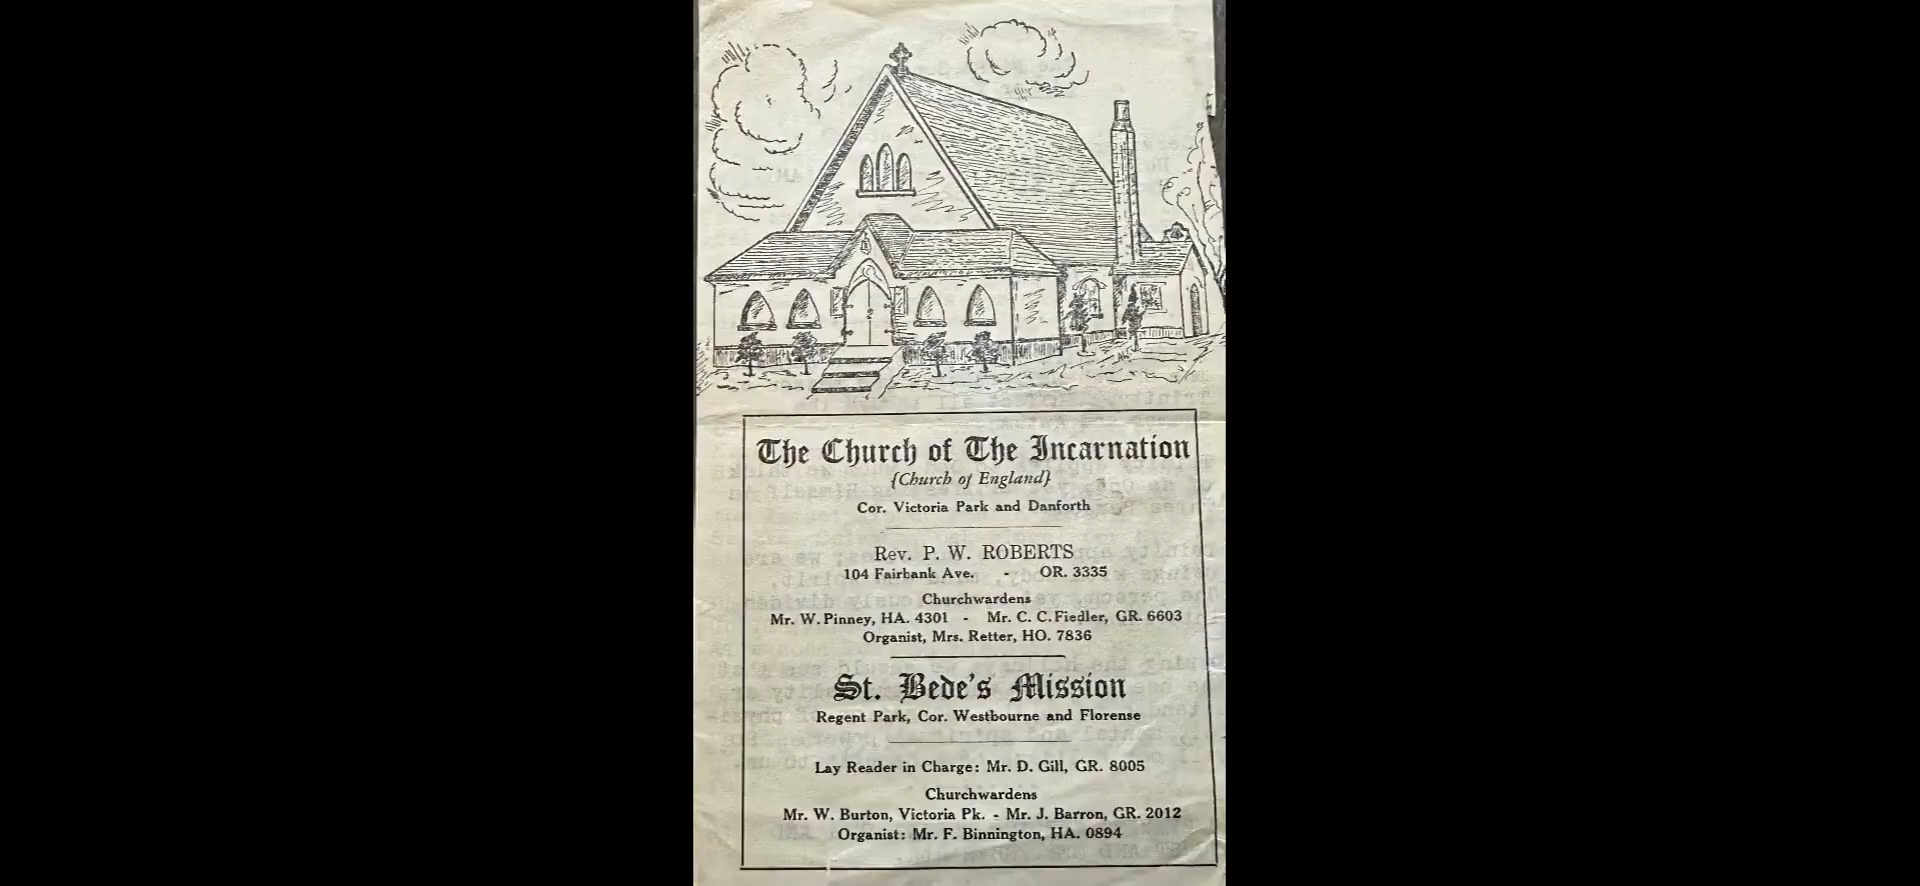 The Church of The Incarnation
{Church of England}
Cor. Victoria Park and Danforth
Rev. P. W. ROBERTS
104 Fairbank Ave. - OR. 3335
Churchwardens
Mr. W. Pinney, HA. 4301 - Mr. C. C. Fiedler, GR. 6603
Organist, Mrs. Retter, HO. 7836
St. Bede's Mission
Regent Park, Cor. Westbourne and Florense
Lay Reader in Charge: Mr. D. Gill, GR. 8005
Churchwardens
Mr. W. Burton, Victoria Pk. - Mr. J. Barron, GR. 2012
Organist: Mr. F. Binnington, HA. 0894